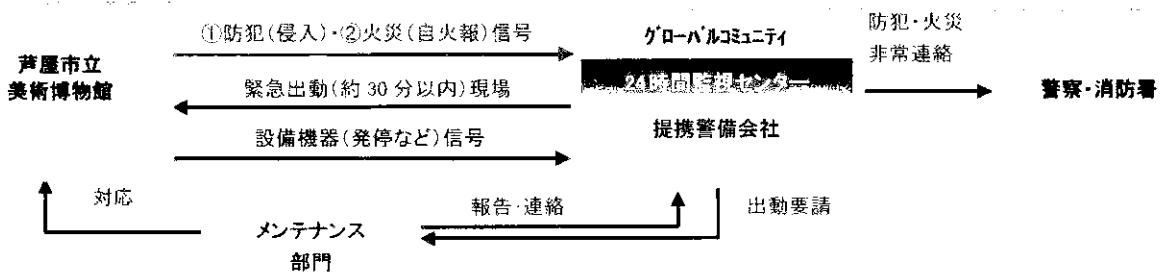 ①防犯(侵入)・②火災(自火報)信号
グローバルコミュニティ
防犯・火災
非常連絡
芦屋市立
美術博物館
緊急出動(約30分以内)現場
24時間監視センター
警察・消防署
提携警備会社
設備機器(発停など)信号
対応
報告・連絡
出動要請
メンテナンス
部門